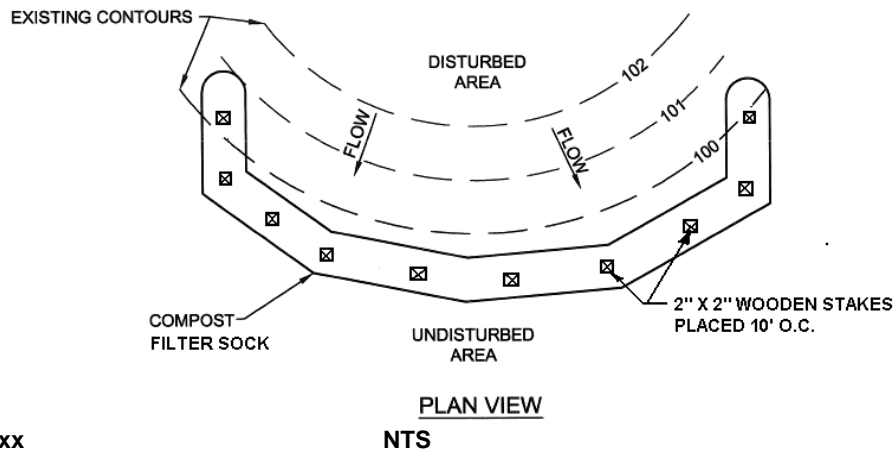 EXISTING CONTOURS
DISTURBED
AREA
102
101
100
FLOW
FLOW
2" X 2" WOODEN STAKES
PLACED 10' O.C.
COMPOST
FILTER SOCK
UNDISTURBED
AREA
PLAN VIEW
xx
NTS